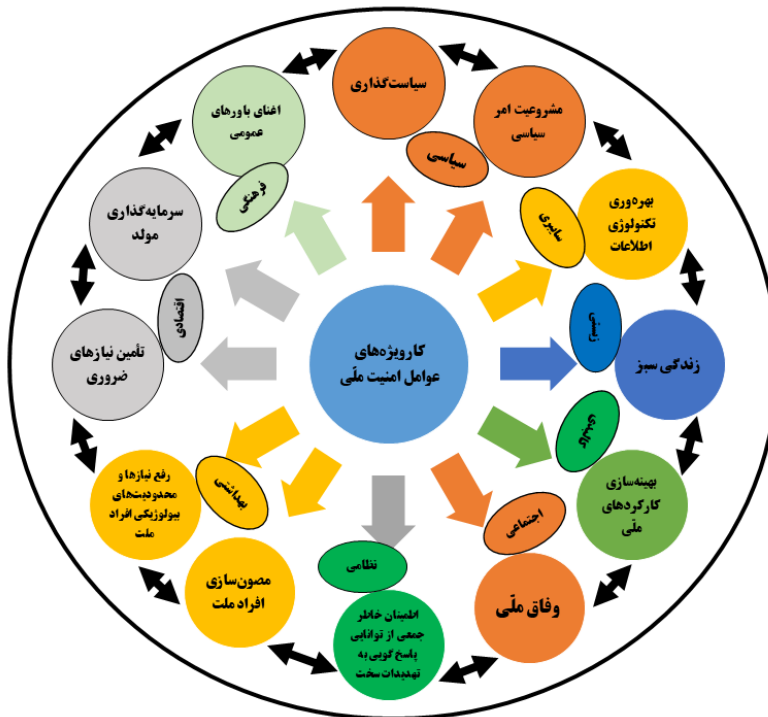 سیاست‌گذاری
مشروعیت امر
سیاسی
سیاسی
بهره‌وری
تکنولوژی
اطلاعات
سایبری
زندگی سبز
زیستی
بهینه‌سازی
کارکردهای
ملّی
کالبدی
وفاق ملّی
اجتماعی
اطمینان خاطر
جمعی از توانایی
پاسخ گویی به
تهدیدات سخت
نظامی
مصون‌سازی
افراد ملت
رفع نیازها و
محدودیت‌های
بیولوژیکی افراد
ملت
بهداشتی
تأمین نیازهای
ضروری
اقتصادی
سرمایه‌گذاری
مولد
اغنای باورهای
عمومی
فرهنگی
کارویژه‌های
عوامل امنیت ملّی